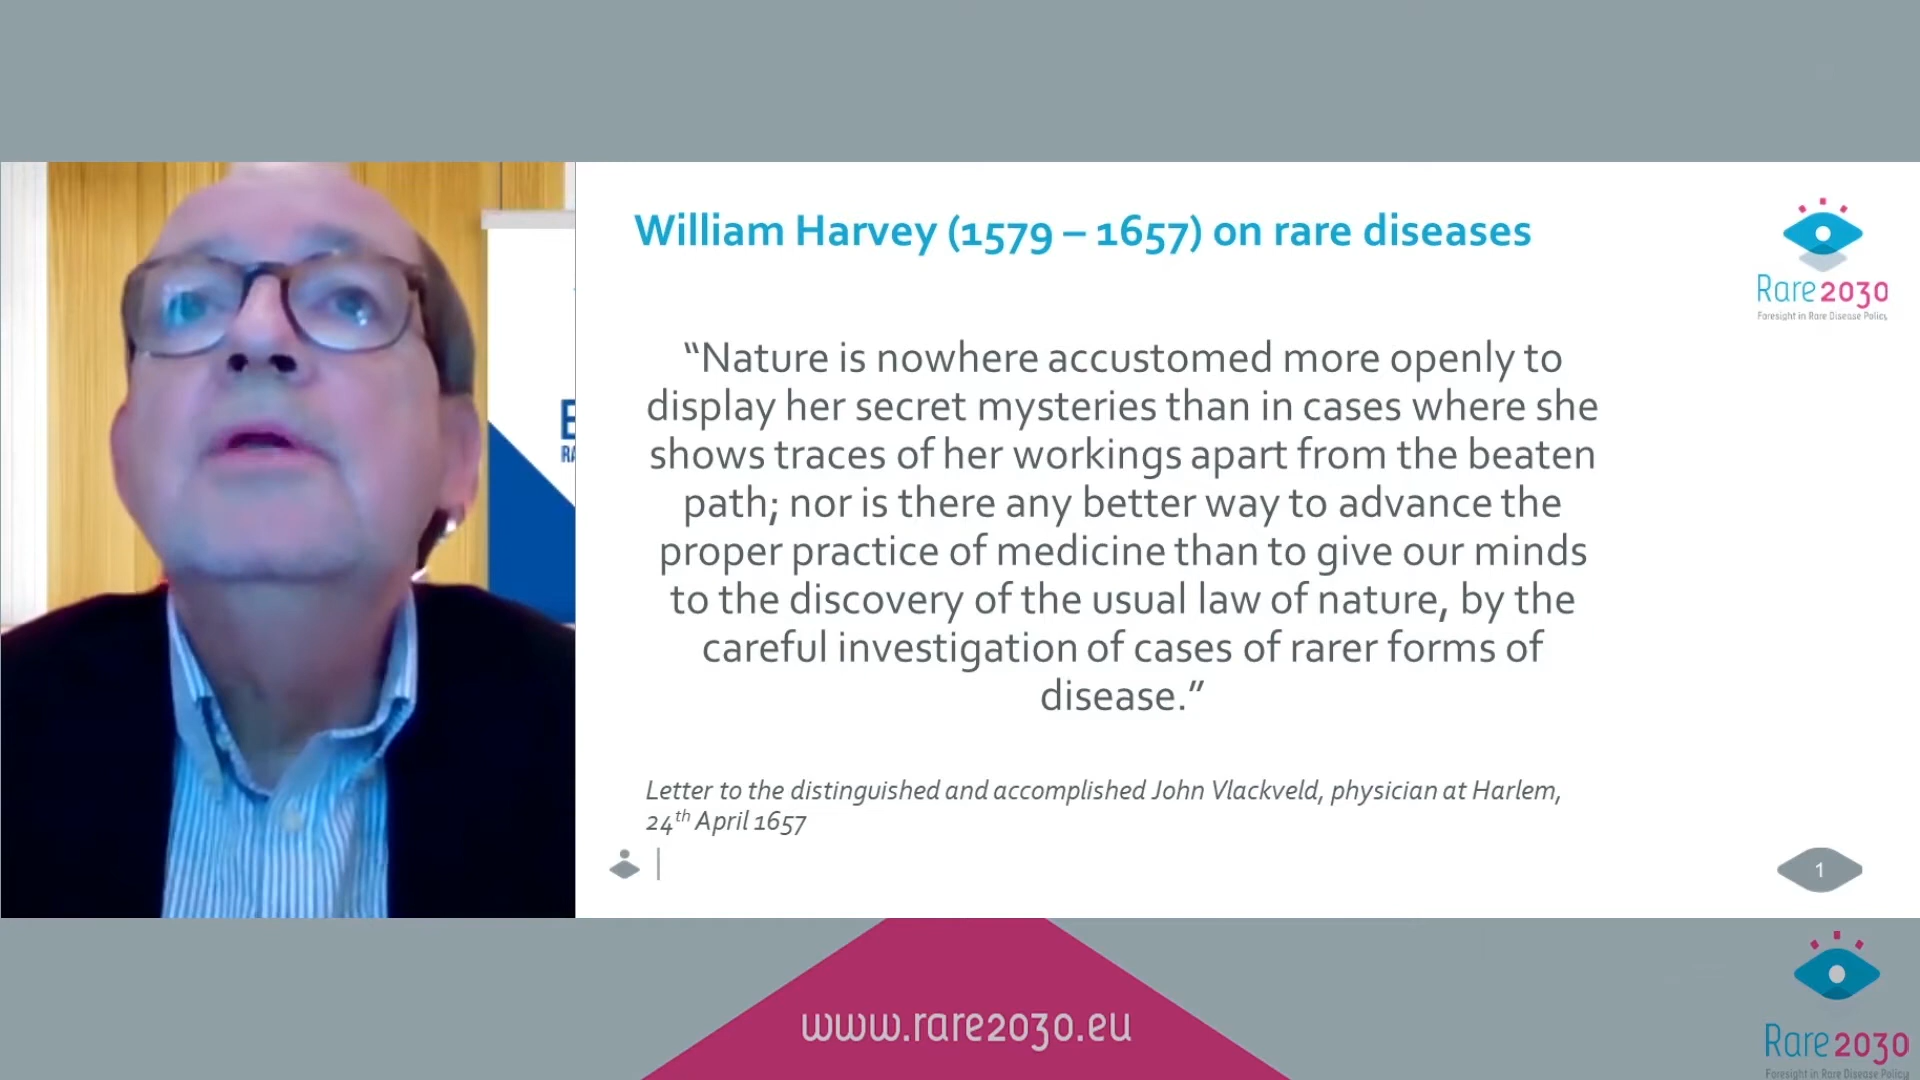 William Harvey (1579 – 1657) on rare diseases
Rare2030
Foresight in Rare Disease Policy
“Nature is nowhere accustomed more openly to
display her secret mysteries than in cases where she
shows traces of her workings apart from the beaten
path; nor is there any better way to advance the
proper practice of medicine than to give our minds
to the discovery of the usual law of nature, by the
careful investigation of cases of rarer forms of
disease.”
Letter to the distinguished and accomplished John Vlackveld, physician at Harlem,
24th April 1657
1
www.rare2030.eu
Rare2030
Foresight in Rare Disease Policy